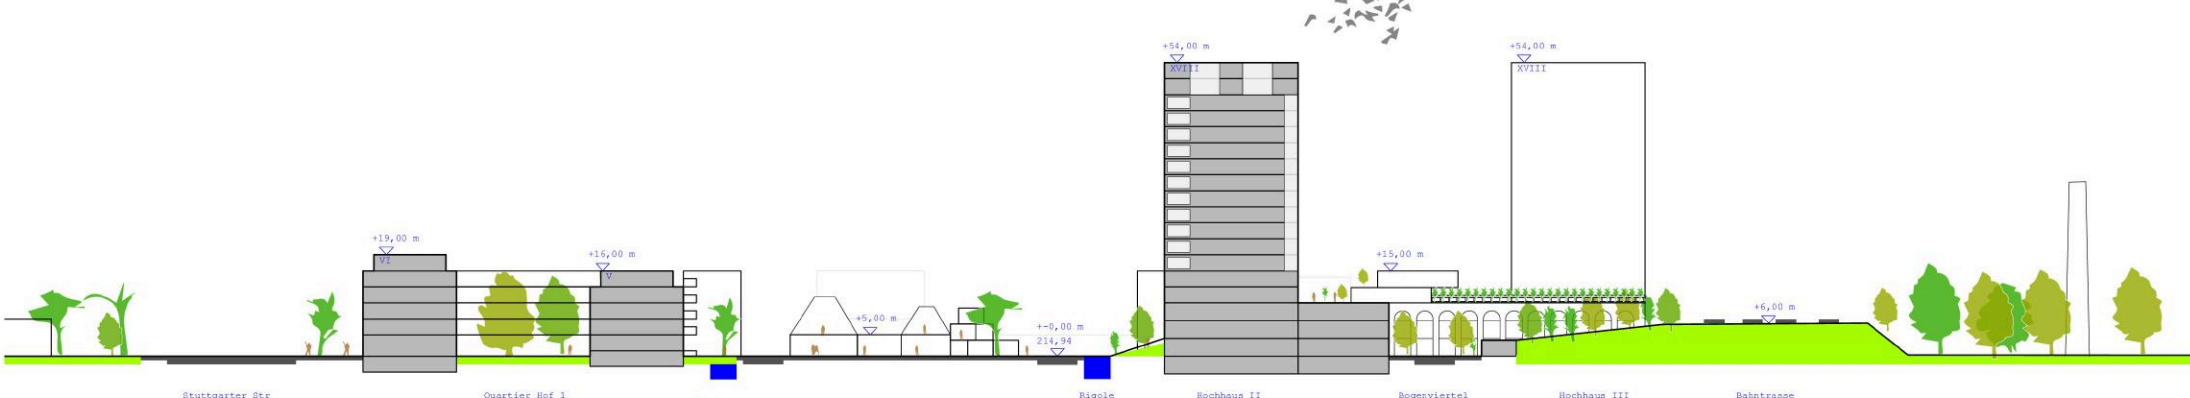 +54,00 m
XVIII
+54,00 m
XVIII
+19,00 m
VI
+16,00 m
V
+15,00 m
+5,00 m
+-0,00 m
214,94
+6,00 m
Stuttgarter Str
Quartier Hof 1
Rigole
Hochhaus II
Bogenviertel
Hochhaus III
Bahntrasse